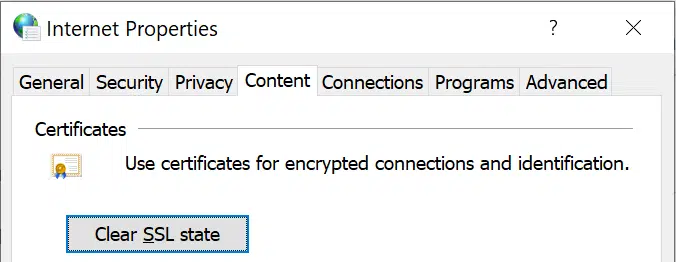 Internet Properties
?
General Security Privacy Content Connections Programs Advanced
Certificates
Use certificates for encrypted connections and identification.
Clear SSL state